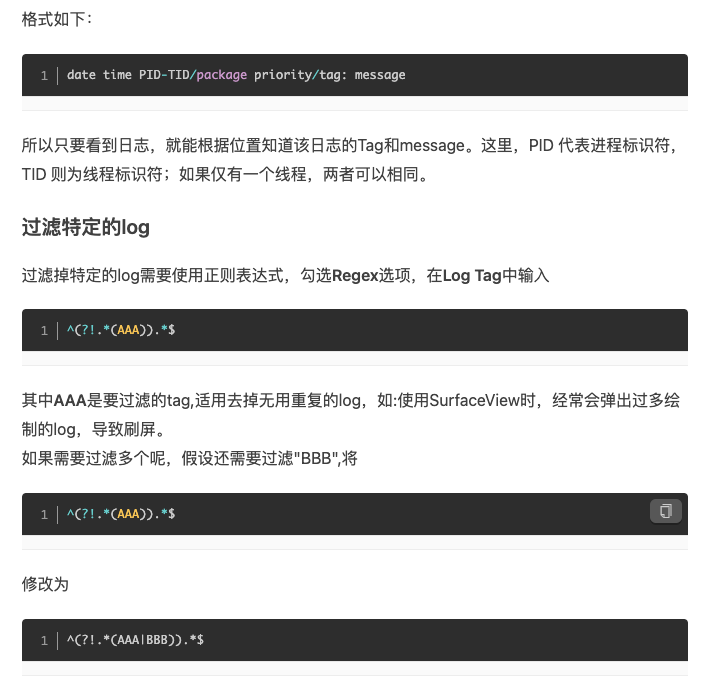 格式如下：
1 date time PID-TID/package priority/tag: message
所以只要看到日志，就能根据位置知道该日志的Tag和message。这里，PID 代表进程标识符，
TID 则为线程标识符；如果仅有一个线程，两者可以相同。
过滤特定的log
过滤掉特定的log需要使用正则表达式，勾选Regex选项，在Log Tag中输入
1 ^(?!.*(AAA)).*$
其中AAA是要过滤的tag,适用去掉无用重复的log，如:使用SurfaceView时，经常会弹出过多绘
制的log，导致刷屏。
如果需要过滤多个呢，假设还需要过滤"BBB",将
1 ^(?!.*(AAA)).*$
修改为
1 ^(?!.*(AAA|BBB)).*$